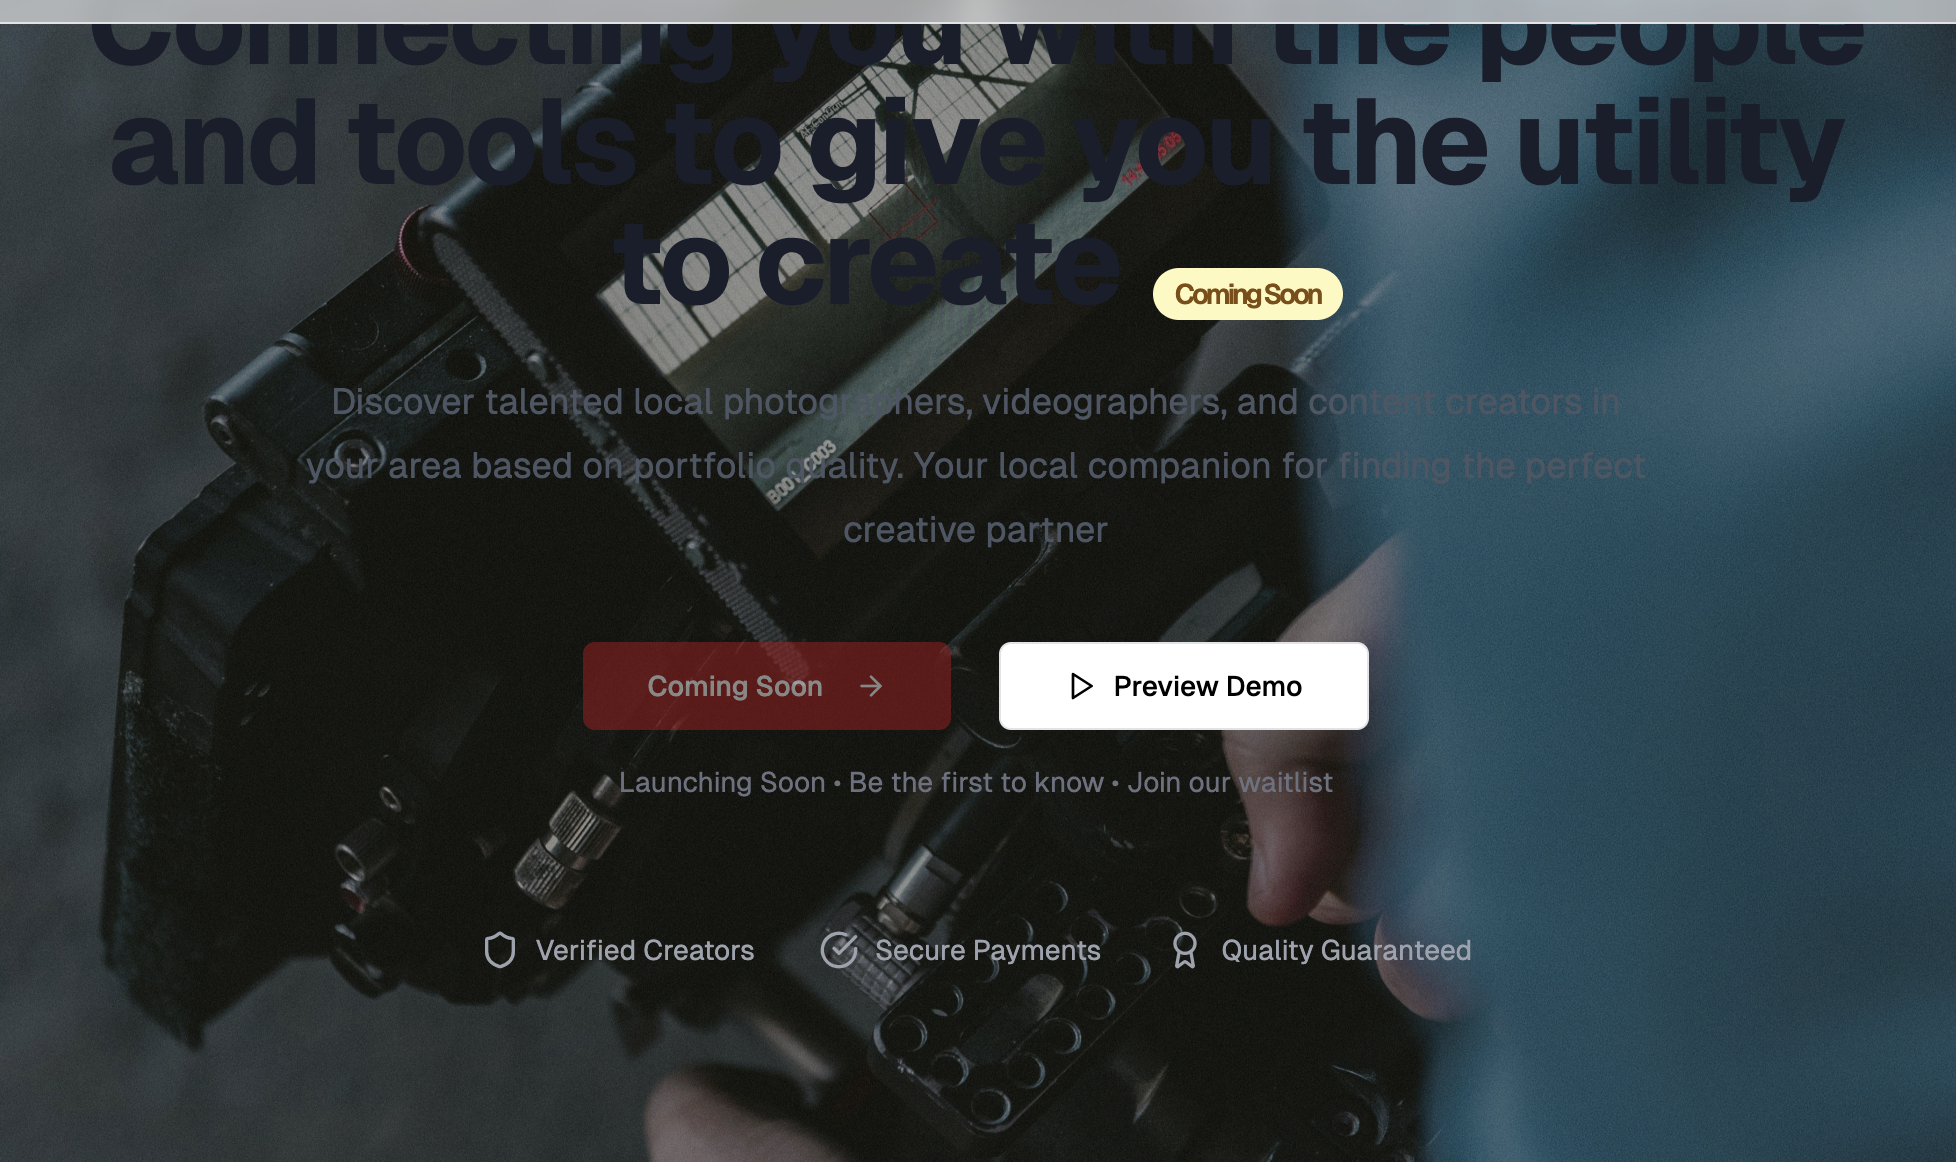 Connecting you with the people
and tools to give you the utility
to create Coming Soon
Discover talented local photographers, videographers, and content creators in
your area based on portfolio quality. Your local companion for finding the perfect
creative partner
Coming Soon
Preview Demo
Launching Soon • Be the first to know • Join our waitlist
Verified Creators
Secure Payments
Quality Guaranteed